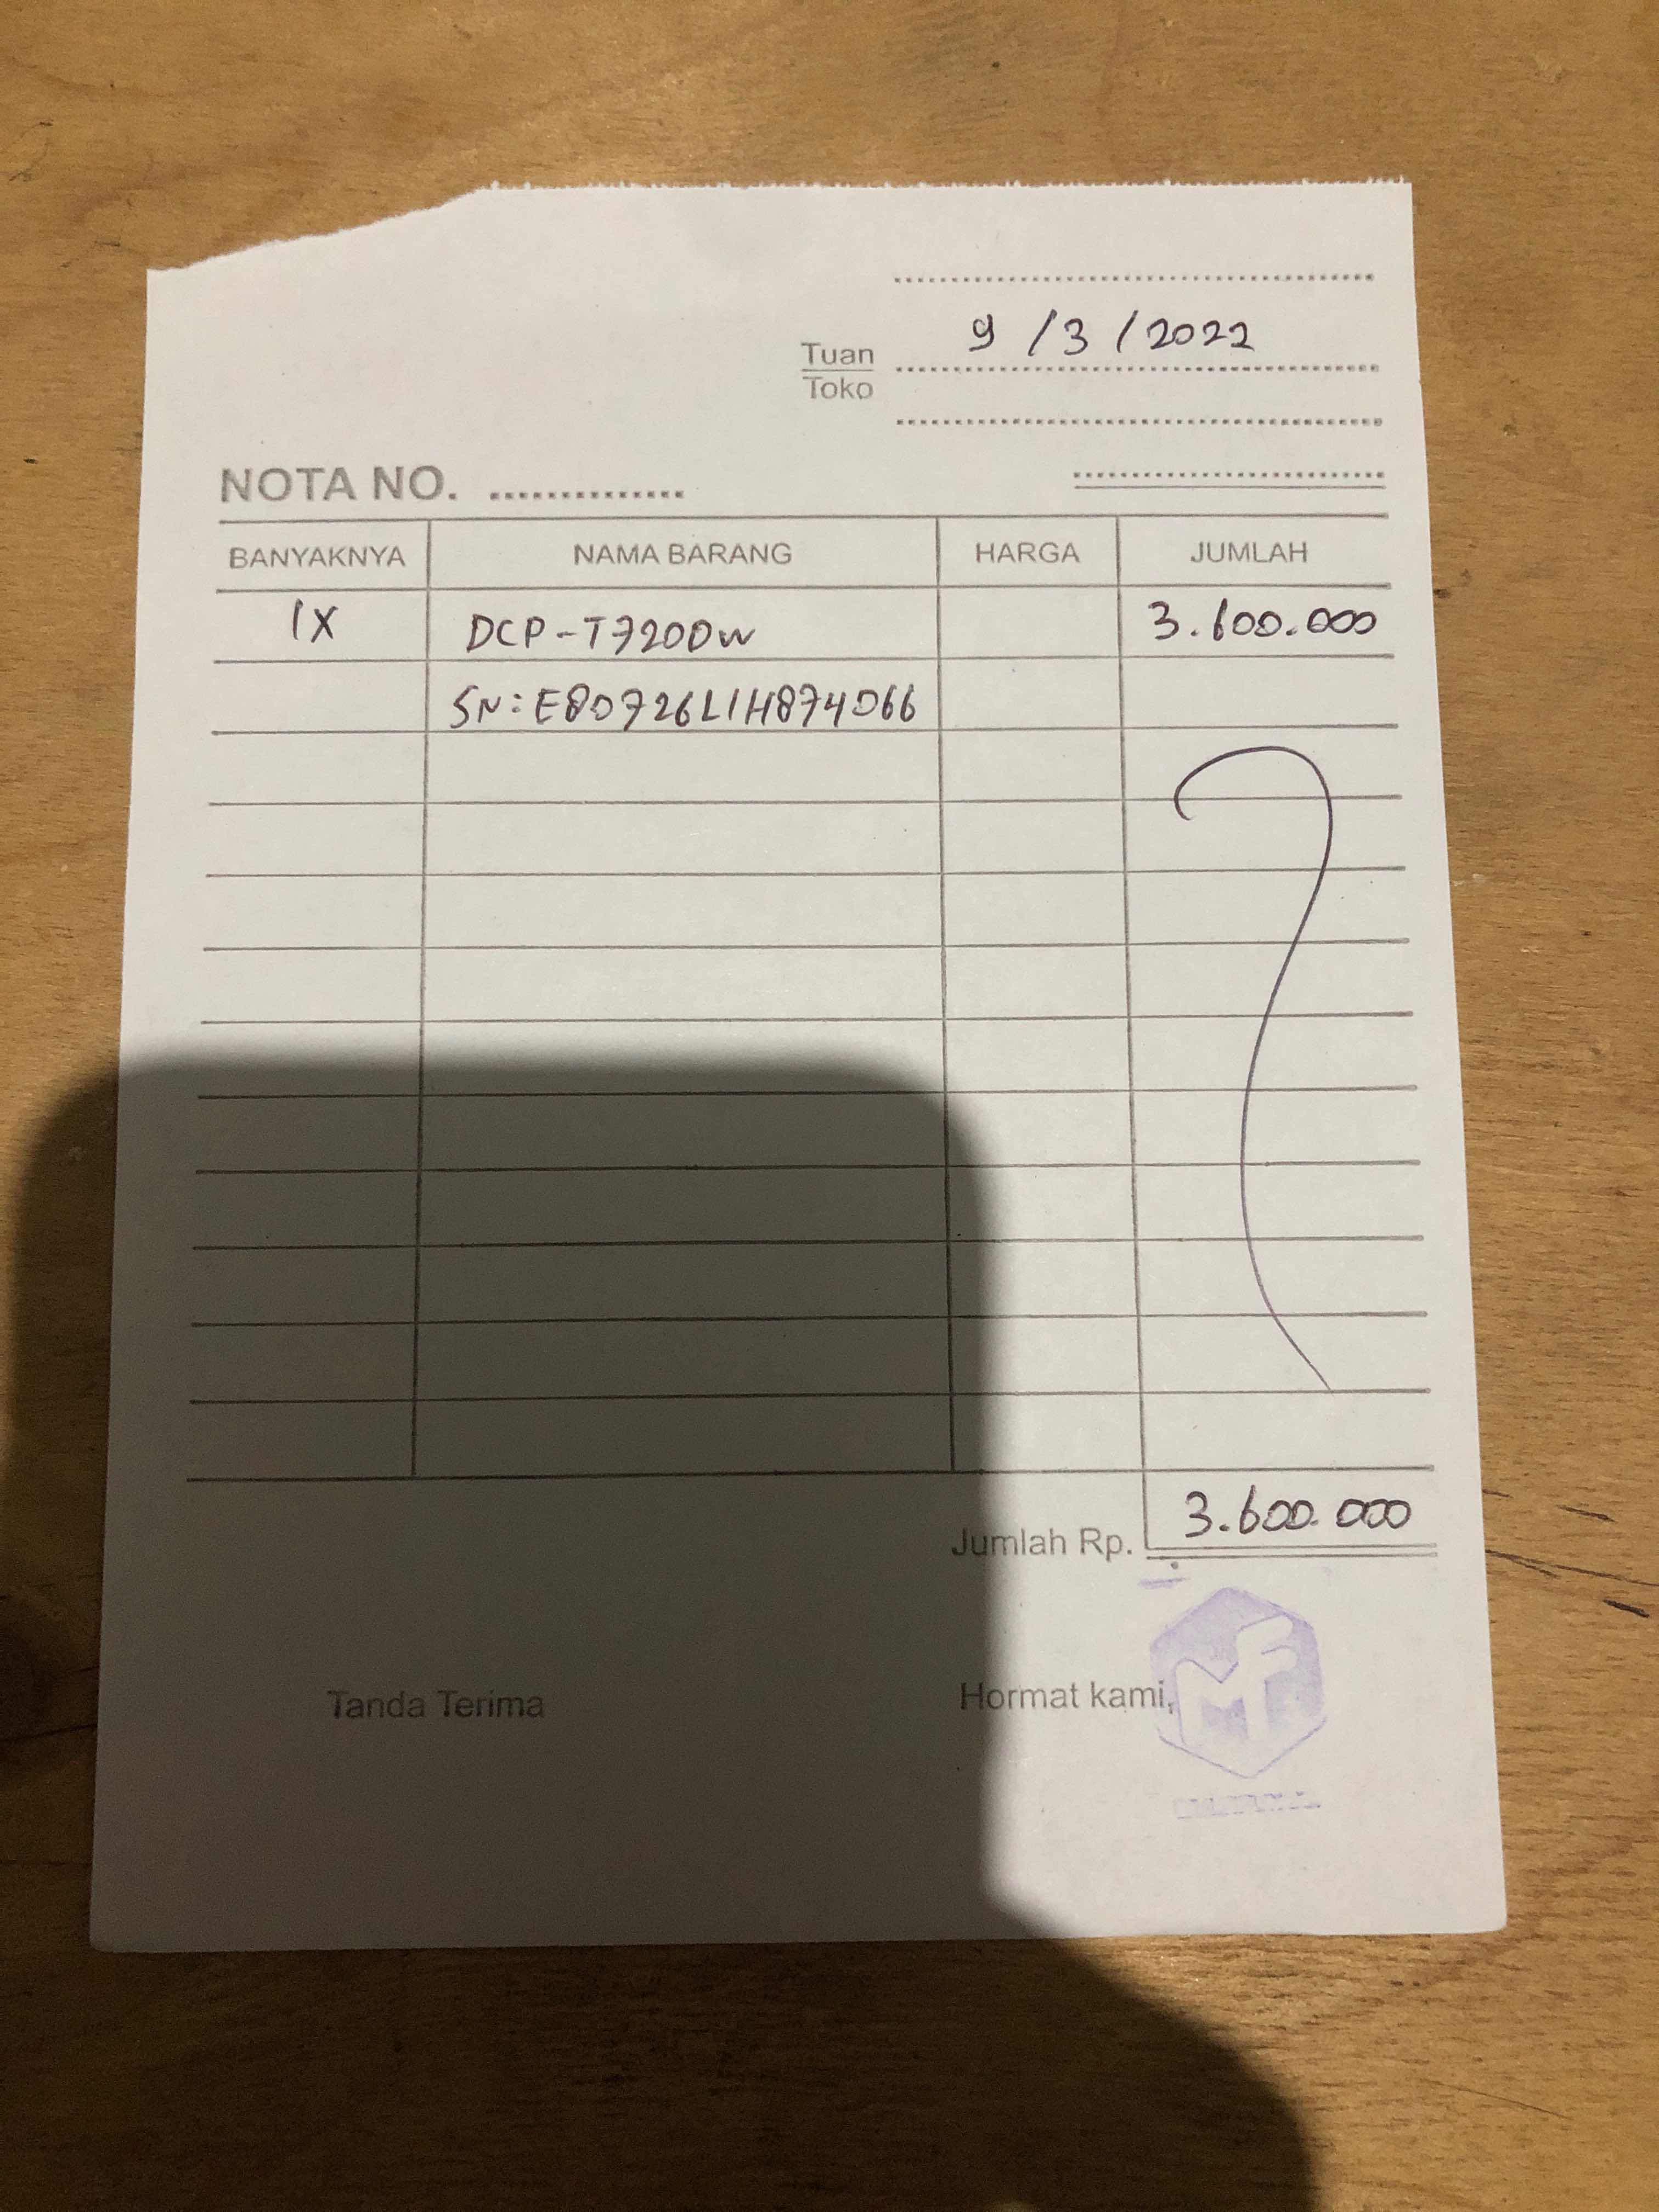 9 / 3 / 2022
Tuan
Toko
NOTA NO. ..............
BANYAKNYA NAMA BARANG HARGA JUMLAH
1X DCP-T7200W 3.600.000
SN: E80726L1H874066
Jumlah Rp. 3.600.000
Tanda Terima Hormat kami,
MF